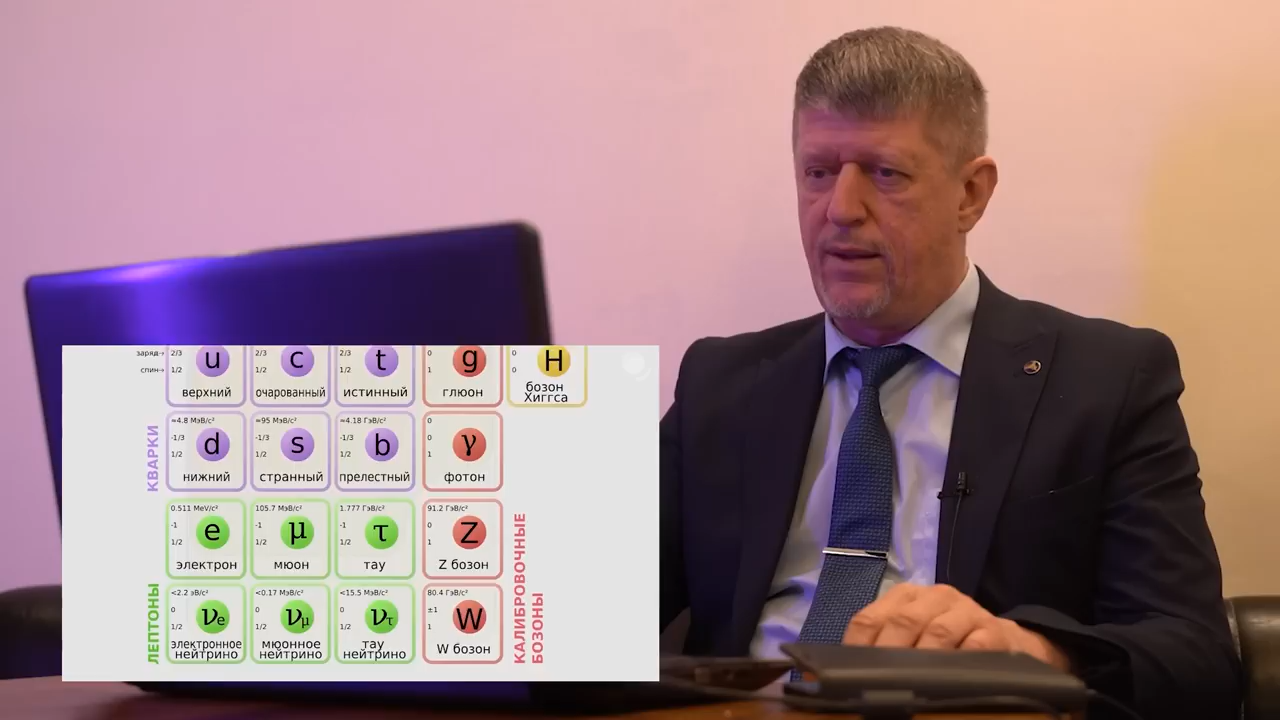 заряд→ 2/3 2/3 2/3 0 0
u c t g H
спин→ 1/2 1/2 1/2 1 0
верхний очарованный истинный глюон бозон
Хиггса
КВАРКИ
≈4.8 МэВ/c² ≈95 МэВ/c² ≈4.18 ГэВ/c² 0
-1/3 -1/3 -1/3 0
d s b γ
1/2 1/2 1/2 1
нижний странный прелестный фотон
0.511 MeV/c² 105.7 МэВ/c² 1.777 ГэВ/c² 91.2 ГэВ/c²
-1 -1 -1 0
e μ τ Z
1/2 1/2 1/2 1
электрон мюон тау Z бозон
ЛЕПТОНЫ
<2.2 эВ/c² <0.17 МэВ/c² <15.5 МэВ/c² 80.4 ГэВ/c²
0 0 0 ±1
νe νμ ντ W
1/2 1/2 1/2 1
электронное мюонное тау W бозон
нейтрино нейтрино нейтрино
КАЛИБРОВОЧНЫЕ
БОЗОНЫ